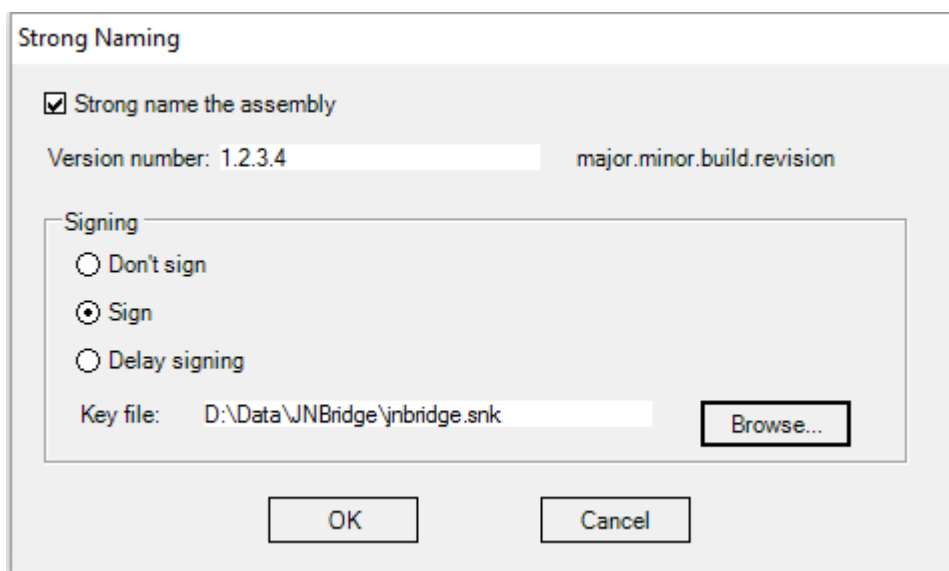 Strong Naming
Strong name the assembly
Version number: 1.2.3.4 major.minor.build.revision
Signing
Don't sign
Sign
Delay signing
Key file: D:\Data\JNBridge\jnbridge.snk Browse...
OK Cancel